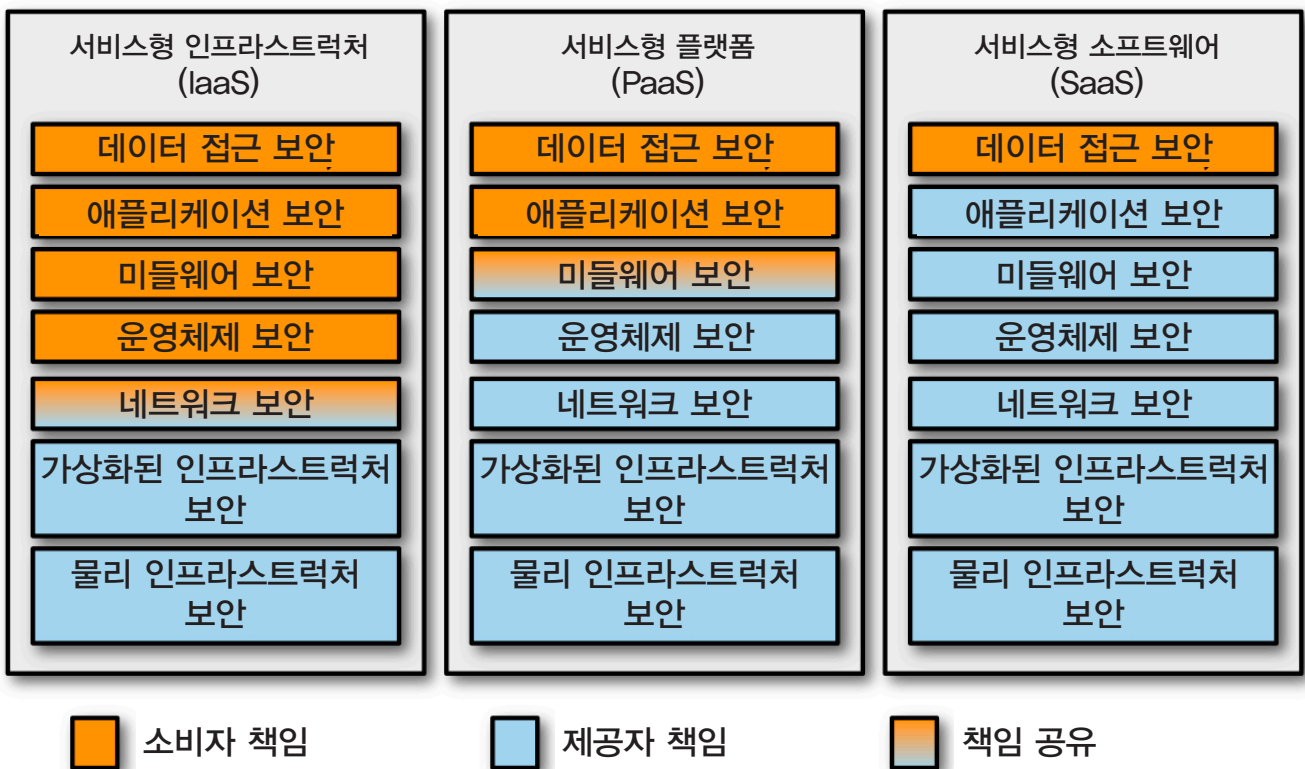 서비스형 인프라스트럭처
(IaaS)
데이터 접근 보안
애플리케이션 보안
미들웨어 보안
운영체제 보안
네트워크 보안
가상화된 인프라스트럭처
보안
물리 인프라스트럭처
보안
서비스형 플랫폼
(PaaS)
데이터 접근 보안
애플리케이션 보안
미들웨어 보안
운영체제 보안
네트워크 보안
가상화된 인프라스트럭처
보안
물리 인프라스트럭처
보안
서비스형 소프트웨어
(SaaS)
데이터 접근 보안
애플리케이션 보안
미들웨어 보안
운영체제 보안
네트워크 보안
가상화된 인프라스트럭처
보안
물리 인프라스트럭처
보안
소비자 책임
제공자 책임
책임 공유